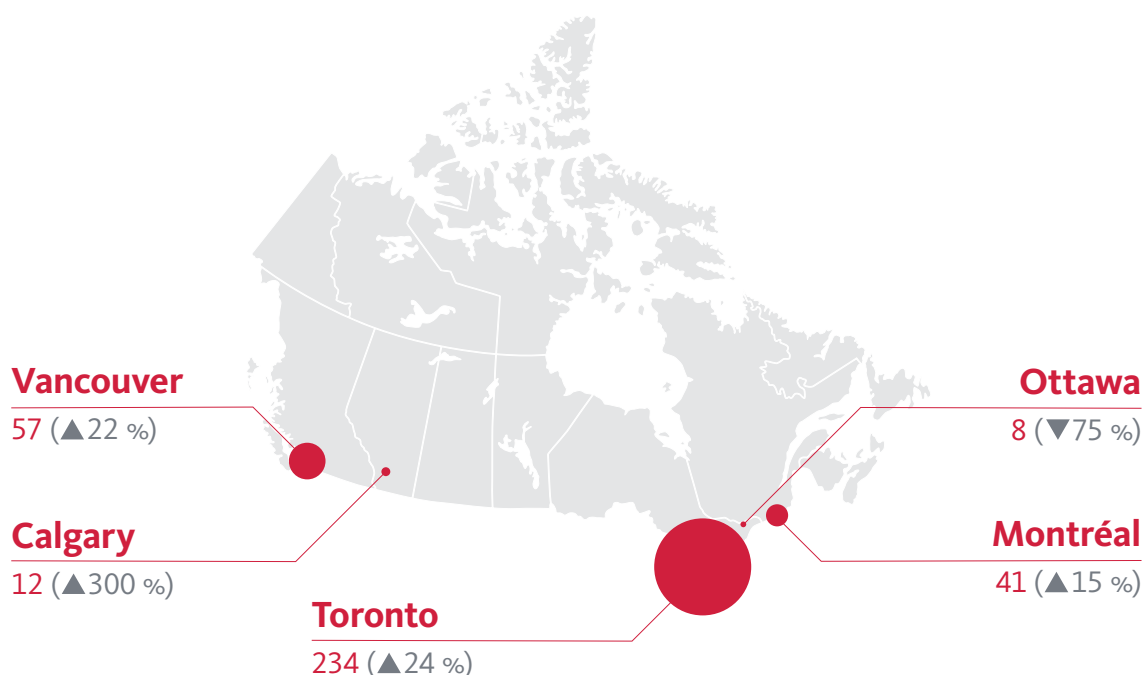 Vancouver
57 (▲22 %)
Ottawa
8 (▼75 %)
Calgary
12 (▲300 %)
Montréal
41 (▲15 %)
Toronto
234 (▲24 %)